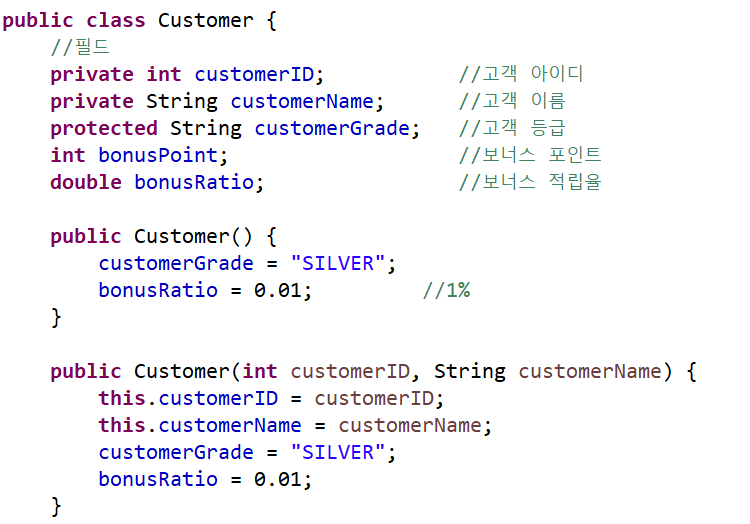 public class Customer {
//필드
private int customerID; //고객 아이디
private String customerName; //고객 이름
protected String customerGrade; //고객 등급
int bonusPoint; //보너스 포인트
double bonusRatio; //보너스 적립율
public Customer() {
customerGrade = "SILVER";
bonusRatio = 0.01; //1%
}
public Customer(int customerID, String customerName) {
this.customerID = customerID;
this.customerName = customerName;
customerGrade = "SILVER";
bonusRatio = 0.01;
}